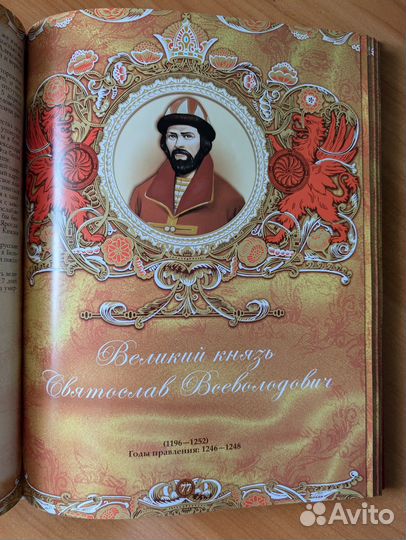 Великий князь
Святослав Всеволодович
(1196—1252)
Годы правления: 1246—1248
77
Avito